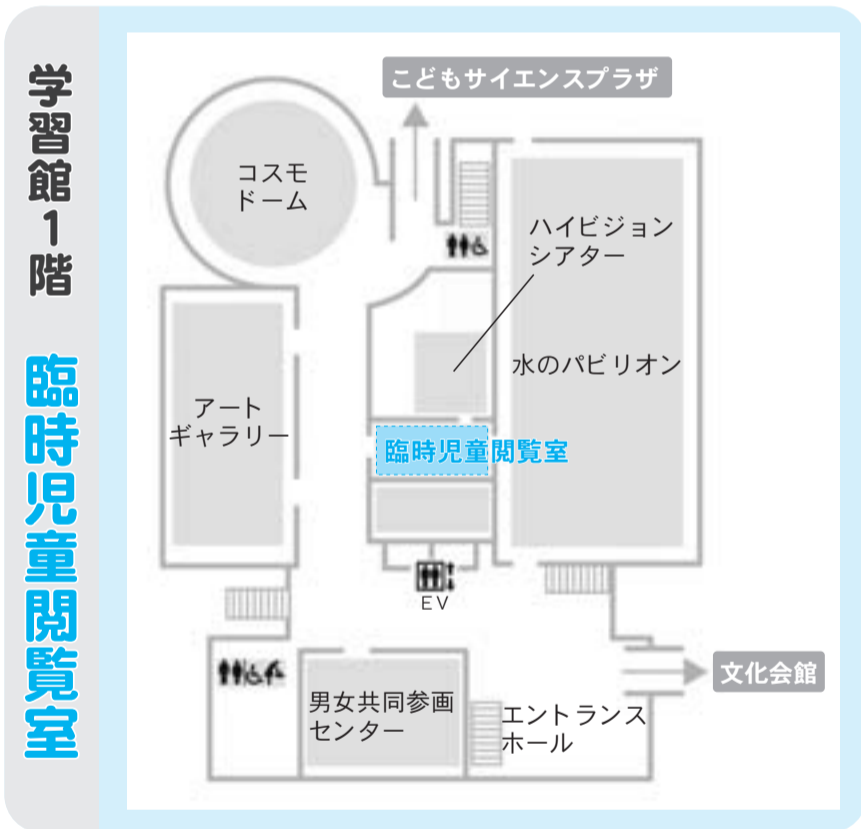 学習館1階 臨時児童閲覧室
こどもサイエンスプラザ
コスモ
ドーム
ハイビジョン
シアター
水のパビリオン
アート
ギャラリー
臨時児童閲覧室
EV
文化会館
男女共同参画
センター
エントランス
ホール